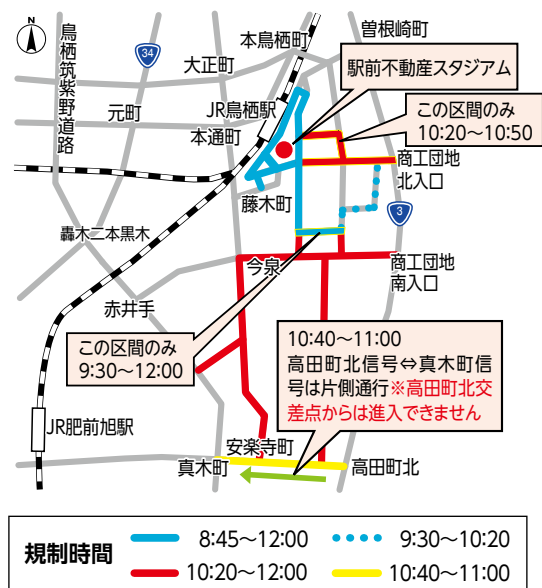 N
34
鳥栖筑紫野道路
大正町
本鳥栖町
曽根崎町
駅前不動産スタジアム
元町
JR鳥栖駅
本通町
この区間のみ
10:20～10:50
商工団地
北入口
藤木町
3
轟木二本黒木
今泉
商工団地
南入口
赤井手
この区間のみ
9:30～12:00
10:40～11:00
高田町北信号⇔真木町信
号は片側通行※高田町北交
差点からは進入できません
JR肥前旭駅
安楽寺町
真木町
高田町北
規制時間
8:45～12:00
9:30～10:20
10:20～12:00
10:40～11:00